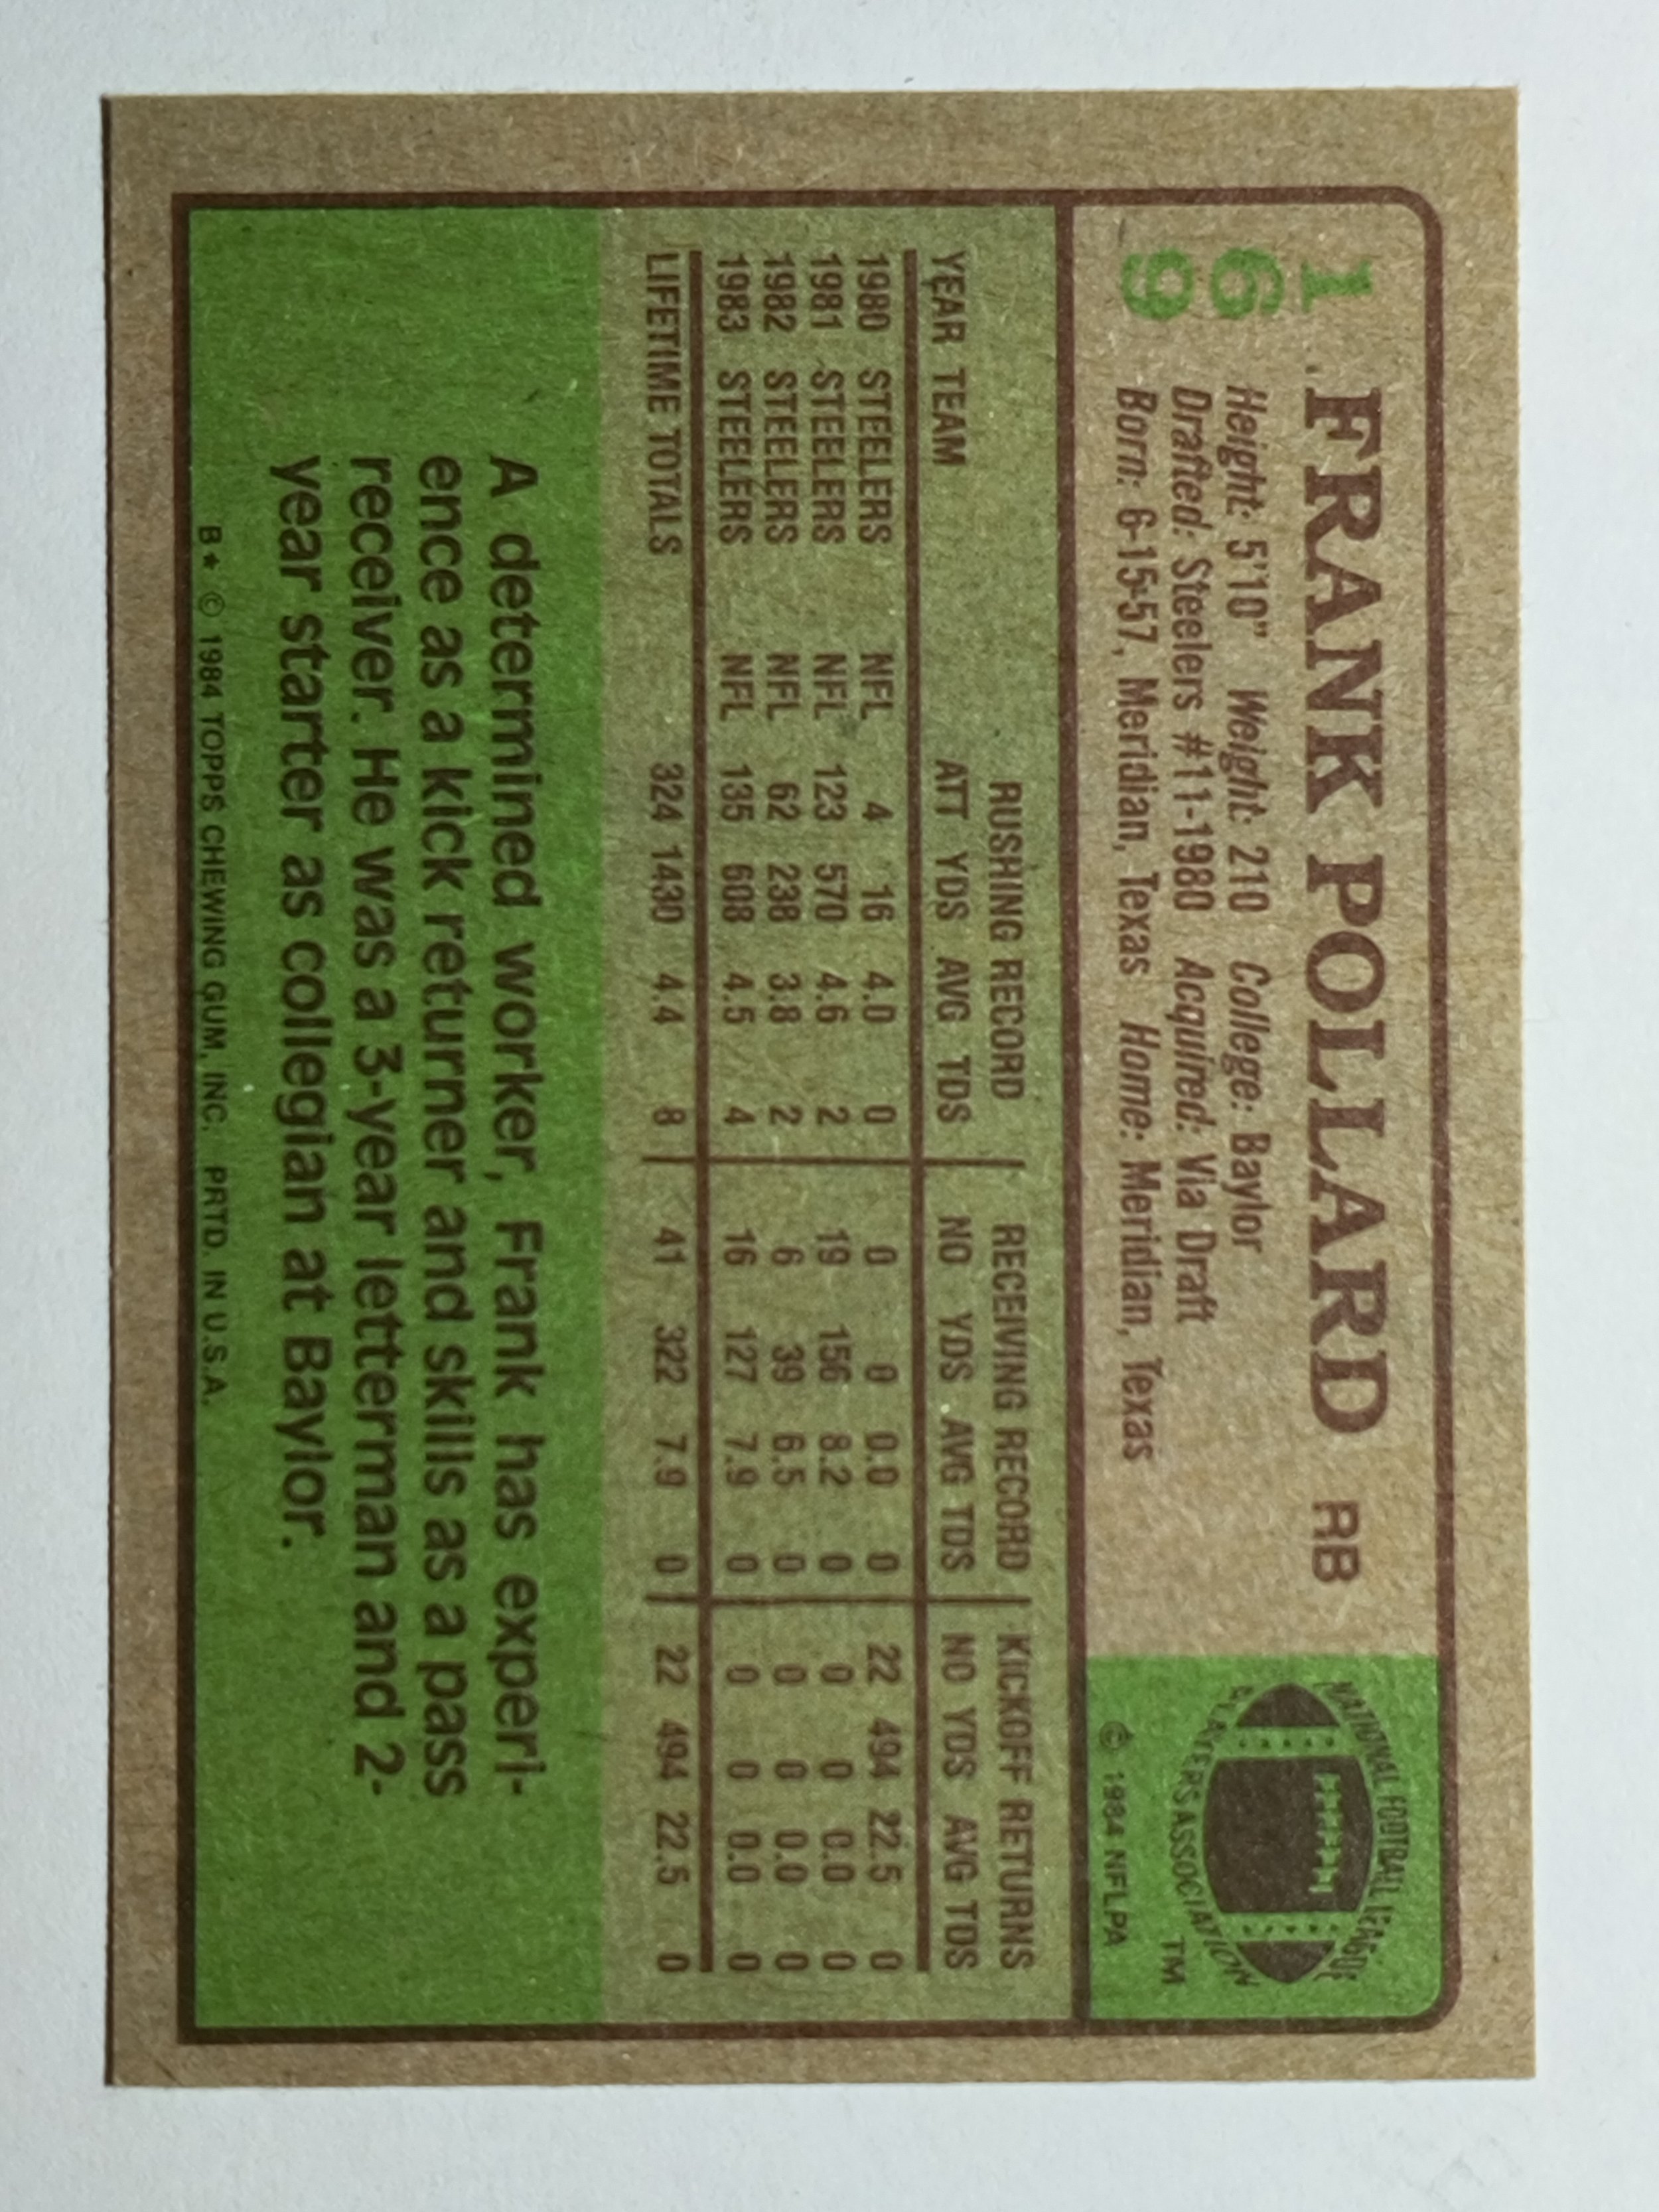 169
FRANK POLLARD RB
Height: 5'10" Weight: 210 College: Baylor
Drafted: Steelers #11-1980 Acquired: Via Draft
Born: 6-15-57, Meridian, Texas Home: Meridian, Texas
NATIONAL FOOTBALL LEAGUE
PLAYERS ASSOCIATION
TM
© 1984 NFLPA
RUSHING RECORD RECEIVING RECORD KICKOFF RETURNS
YEAR TEAM ATT YDS AVG TDS NO YDS AVG TDS NO YDS AVG TDS
1980 STEELERS NFL 4 16 4.0 0 0 0 0.0 0 22 494 22.5 0
1981 STEELERS NFL 123 570 4.6 2 19 156 8.2 0 0 0 0.0 0
1982 STEELERS NFL 62 238 3.8 2 6 39 6.5 0 0 0 0.0 0
1983 STEELERS NFL 135 608 4.5 4 16 127 7.9 0 0 0 0.0 0
LIFETIME TOTALS 324 1430 4.4 8 41 322 7.9 0 22 494 22.5 0
A determined worker, Frank has experi-
ence as a kick returner and skills as a pass
receiver. He was a 3-year letterman and 2-
year starter as collegian at Baylor.
B★ © 1984 TOPPS CHEWING GUM, INC. PRTD. IN U.S.A.